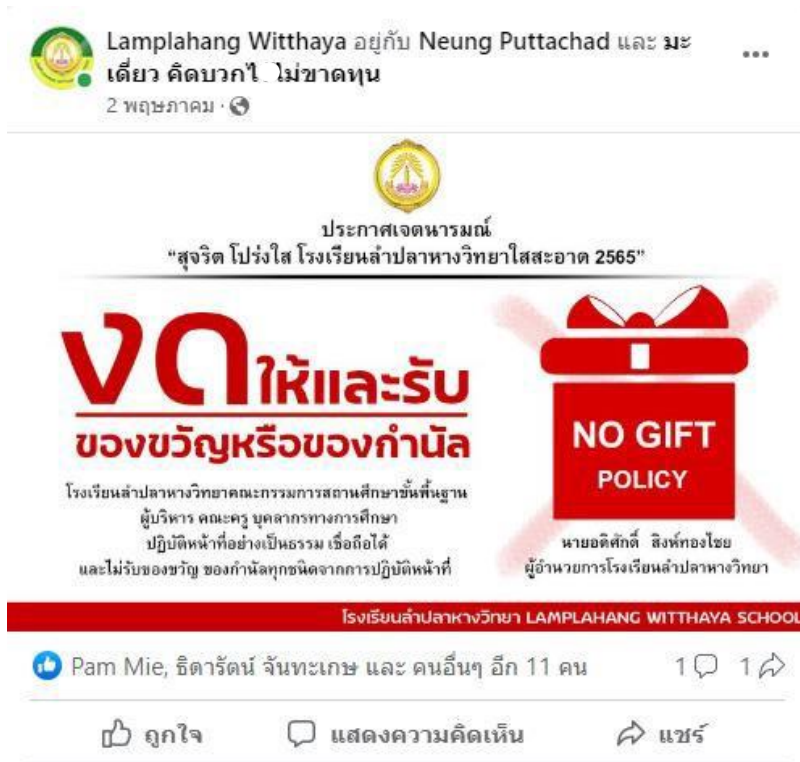 Lamplahang Witthaya อยู่กับ Neung Puttachad และ มะ
เดี่ยว คิดบวกไ ไม่ขาดทุน
2 พฤษภาคม ·
ประกาศเจตนารมณ์
“สุจริต โปร่งใส โรงเรียนลำปลาหางวิทยาใสสะอาด 2565”
งด ให้และรับ
ของขวัญหรือของกำนัล
โรงเรียนลำปลาหางวิทยาคณะกรรมการสถานศึกษาขั้นพื้นฐาน
ผู้บริหาร คณะครู บุคลากรทางการศึกษา
ปฏิบัติหน้าที่อย่างเป็นธรรม เชื่อถือได้
และไม่รับของขวัญ ของกำนัลทุกชนิดจากการปฏิบัติหน้าที่
NO GIFT
POLICY
นายอดิศักดิ์ สิงห์ทองไชย
ผู้อำนวยการโรงเรียนลำปลาหางวิทยา
โรงเรียนลำปลาหางวิทยา LAMPLAHANG WITTHAYA SCHOOL
Pam Mie, ธิดารัตน์ จันทะเกษ และ คนอื่นๆ อีก 11 คน 1 1
ถูกใจ แสดงความคิดเห็น แชร์